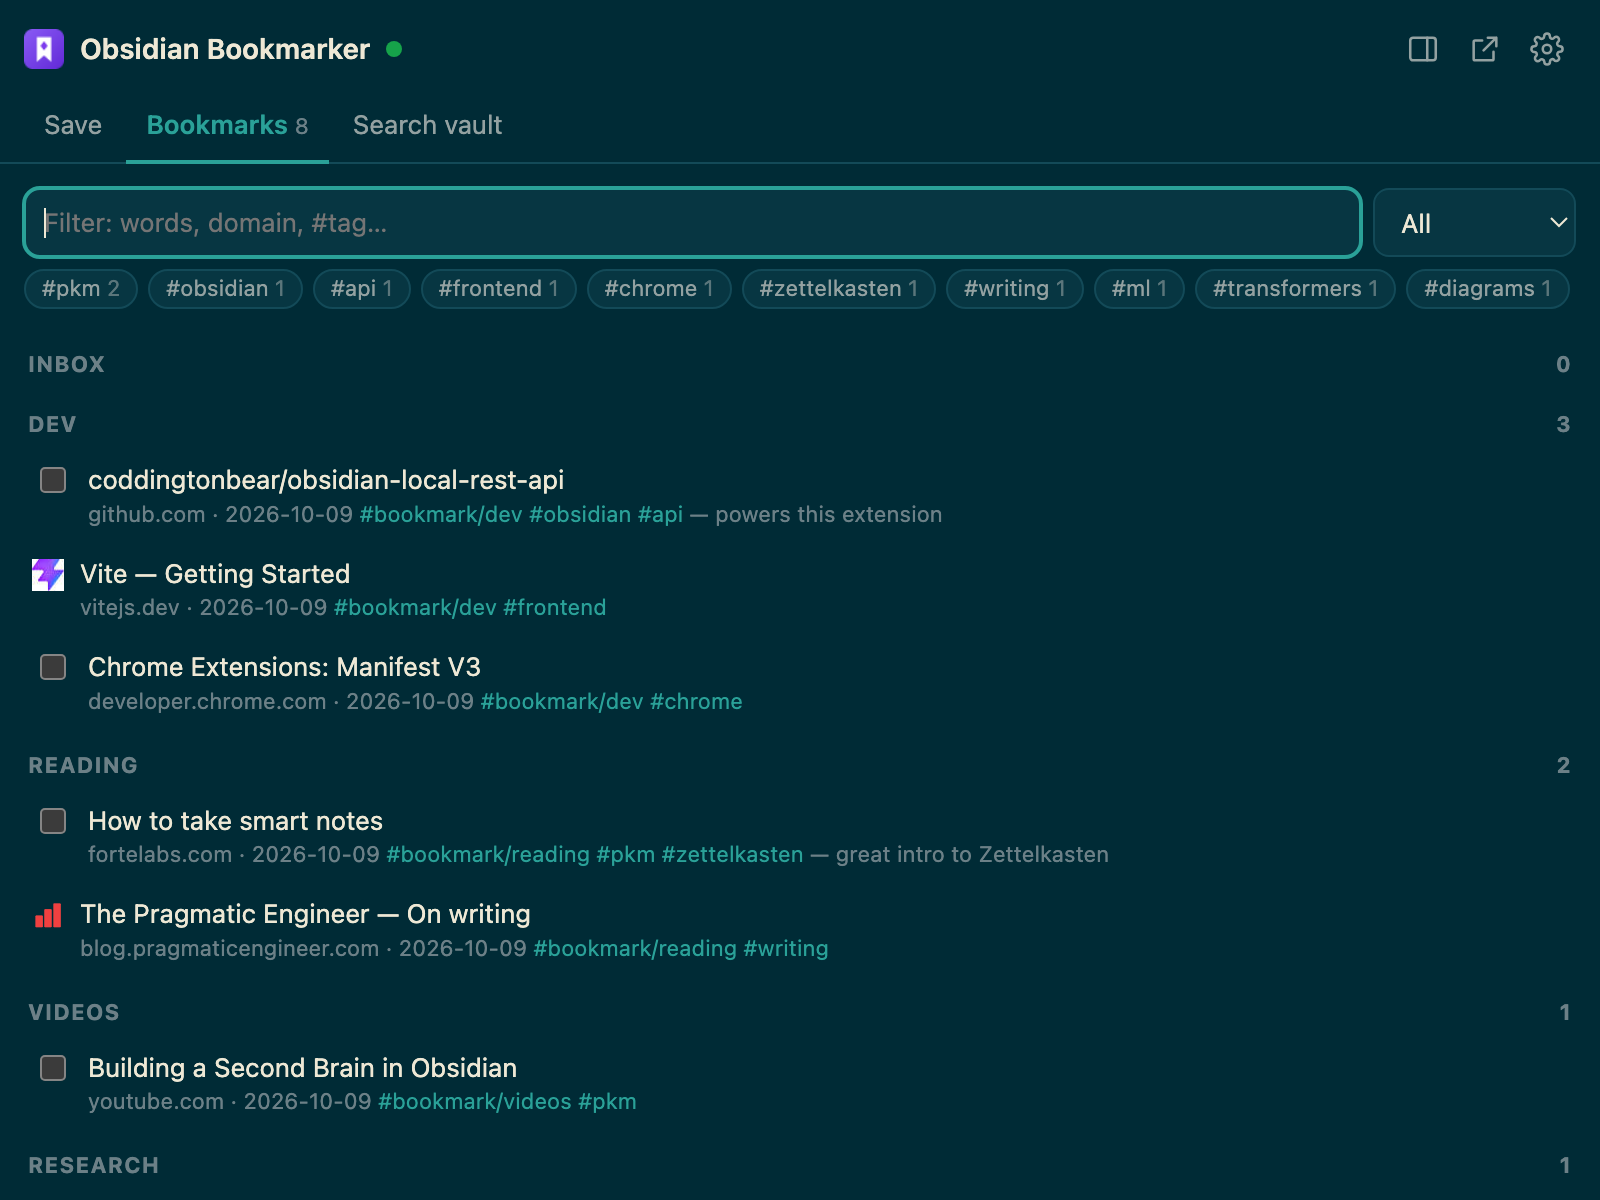 Obsidian Bookmarker
Save Bookmarks 8 Search vault
Filter: words, domain, #tag... All
#pkm 2 #obsidian 1 #api 1 #frontend 1 #chrome 1 #zettelkasten 1 #writing 1 #ml 1 #transformers 1 #diagrams 1
INBOX 0
DEV 3
coddingtonbear/obsidian-local-rest-api
github.com · 2026-10-09 #bookmark/dev #obsidian #api — powers this extension
Vite — Getting Started
vitejs.dev · 2026-10-09 #bookmark/dev #frontend
Chrome Extensions: Manifest V3
developer.chrome.com · 2026-10-09 #bookmark/dev #chrome
READING 2
How to take smart notes
fortelabs.com · 2026-10-09 #bookmark/reading #pkm #zettelkasten — great intro to Zettelkasten
The Pragmatic Engineer — On writing
blog.pragmaticengineer.com · 2026-10-09 #bookmark/reading #writing
VIDEOS 1
Building a Second Brain in Obsidian
youtube.com · 2026-10-09 #bookmark/videos #pkm
RESEARCH 1